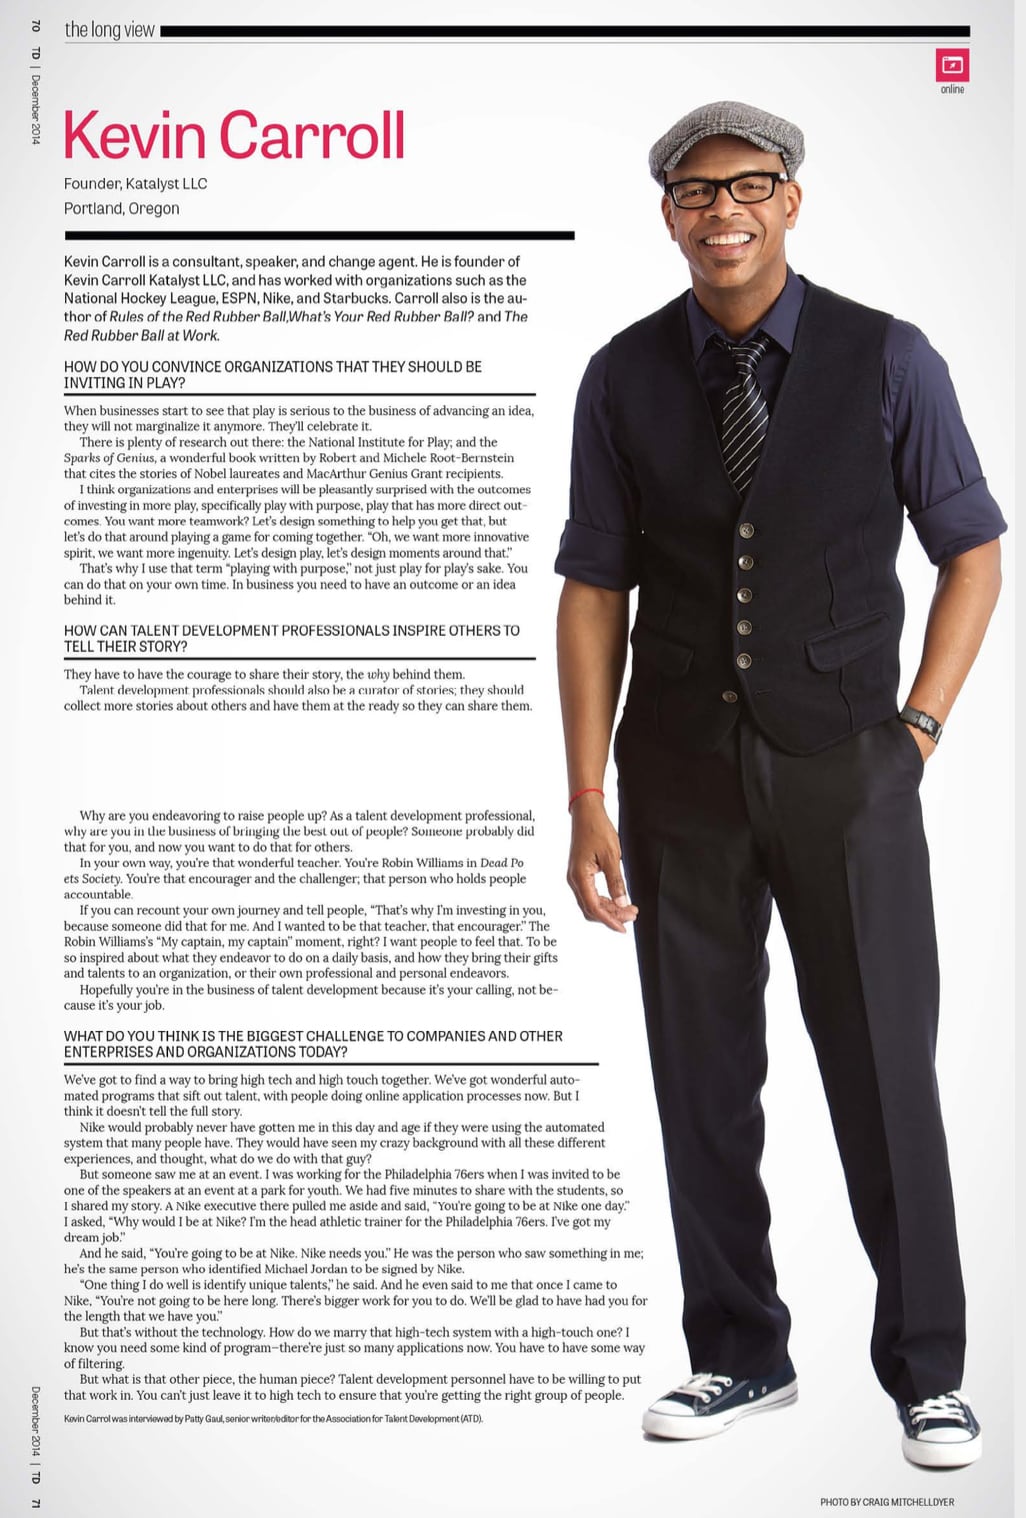 70 TD | December 2014
the long view
online
Kevin Carroll
Founder, Katalyst LLC
Portland, Oregon
Kevin Carroll is a consultant, speaker, and change agent. He is founder of
Kevin Carroll Katalyst LLC, and has worked with organizations such as the
National Hockey League, ESPN, Nike, and Starbucks. Carroll also is the au-
thor of Rules of the Red Rubber Ball,What's Your Red Rubber Ball? and The
Red Rubber Ball at Work.
HOW DO YOU CONVINCE ORGANIZATIONS THAT THEY SHOULD BE
INVITING IN PLAY?
When businesses start to see that play is serious to the business of advancing an idea,
they will not marginalize it anymore. They'll celebrate it.
There is plenty of research out there: the National Institute for Play; and the
Sparks of Genius, a wonderful book written by Robert and Michele Root-Bernstein
that cites the stories of Nobel laureates and MacArthur Genius Grant recipients.
I think organizations and enterprises will be pleasantly surprised with the outcomes
of investing in more play, specifically play with purpose, play that has more direct out-
comes. You want more teamwork? Let's design something to help you get that, but
let's do that around playing a game for coming together. “Oh, we want more innovative
spirit, we want more ingenuity. Let's design play, let's design moments around that.”
That's why I use that term “playing with purpose,” not just play for play's sake. You
can do that on your own time. In business you need to have an outcome or an idea
behind it.
HOW CAN TALENT DEVELOPMENT PROFESSIONALS INSPIRE OTHERS TO
TELL THEIR STORY?
They have to have the courage to share their story, the why behind them.
Talent development professionals should also be a curator of stories; they should
collect more stories about others and have them at the ready so they can share them.
Why are you endeavoring to raise people up? As a talent development professional,
why are you in the business of bringing the best out of people? Someone probably did
that for you, and now you want to do that for others.
In your own way, you're that wonderful teacher. You're Robin Williams in Dead Po
ets Society. You're that encourager and the challenger; that person who holds people
accountable.
If you can recount your own journey and tell people, “That's why I'm investing in you,
because someone did that for me. And I wanted to be that teacher, that encourager.” The
Robin Williams's “My captain, my captain” moment, right? I want people to feel that. To be
so inspired about what they endeavor to do on a daily basis, and how they bring their gifts
and talents to an organization, or their own professional and personal endeavors.
Hopefully you're in the business of talent development because it's your calling, not be-
cause it's your job.
WHAT DO YOU THINK IS THE BIGGEST CHALLENGE TO COMPANIES AND OTHER
ENTERPRISES AND ORGANIZATIONS TODAY?
We've got to find a way to bring high tech and high touch together. We've got wonderful auto-
mated programs that sift out talent, with people doing online application processes now. But I
think it doesn't tell the full story.
Nike would probably never have gotten me in this day and age if they were using the automated
system that many people have. They would have seen my crazy background with all these different
experiences, and thought, what do we do with that guy?
But someone saw me at an event. I was working for the Philadelphia 76ers when I was invited to be
one of the speakers at an event at a park for youth. We had five minutes to share with the students, so
I shared my story. A Nike executive there pulled me aside and said, “You're going to be at Nike one day.”
I asked, “Why would I be at Nike? I'm the head athletic trainer for the Philadelphia 76ers. I've got my
dream job.”
And he said, “You're going to be at Nike. Nike needs you.” He was the person who saw something in me;
he's the same person who identified Michael Jordan to be signed by Nike.
“One thing I do well is identify unique talents,” he said. And he even said to me that once I came to
Nike, “You're not going to be here long. There's bigger work for you to do. We'll be glad to have had you for
the length that we have you.”
But that's without the technology. How do we marry that high-tech system with a high-touch one? I
know you need some kind of program—there're just so many applications now. You have to have some way
of filtering.
But what is that other piece, the human piece? Talent development personnel have to be willing to put
that work in. You can't just leave it to high tech to ensure that you're getting the right group of people.
Kevin Carrol was interviewed by Patty Gaul, senior writer/editor for the Association for Talent Development (ATD).
December 2014 | TD 71
PHOTO BY CRAIG MITCHELLDYER